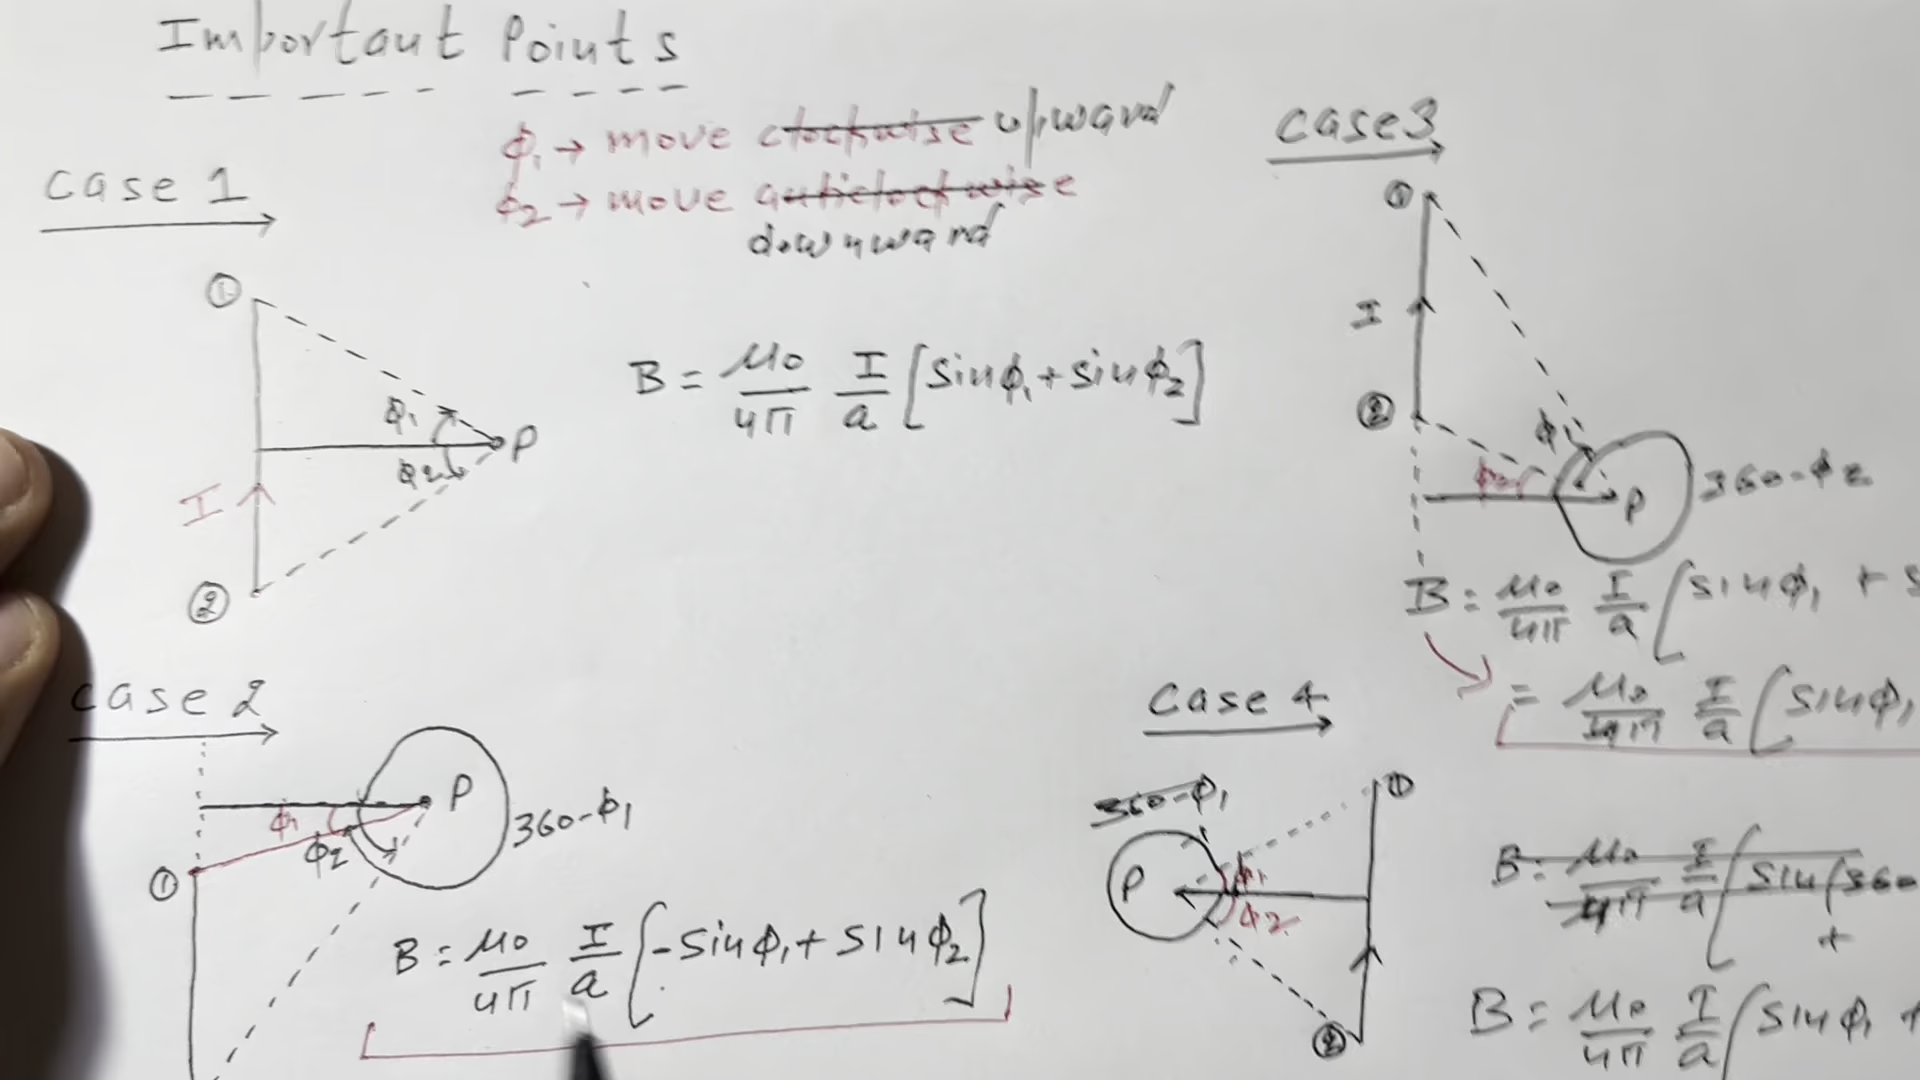 Important Points
ϕ₁ → move clockwise upward
ϕ₂ → move anticlockwise
downward
case 1
①
ϕ₁
P
ϕ₂
I
②
B = μ₀/4π I/a [sinϕ₁ + sinϕ₂]
case 2
P
ϕ₁
ϕ₂
360-ϕ₁
①
B = μ₀/4π I/a [-sinϕ₁ + sinϕ₂]
case3
①
I
②
ϕ₁
ϕ₂
P
360-ϕ₂
B = μ₀/4π I/a [sinϕ₁ + s
= μ₀/4π I/a [sinϕ₁
Case 4
360-ϕ₁
①
P
ϕ₁
ϕ₂
②
B = μ₀/4π I/a [sin(360
+
B = μ₀/4π I/a [sinϕ₁ +